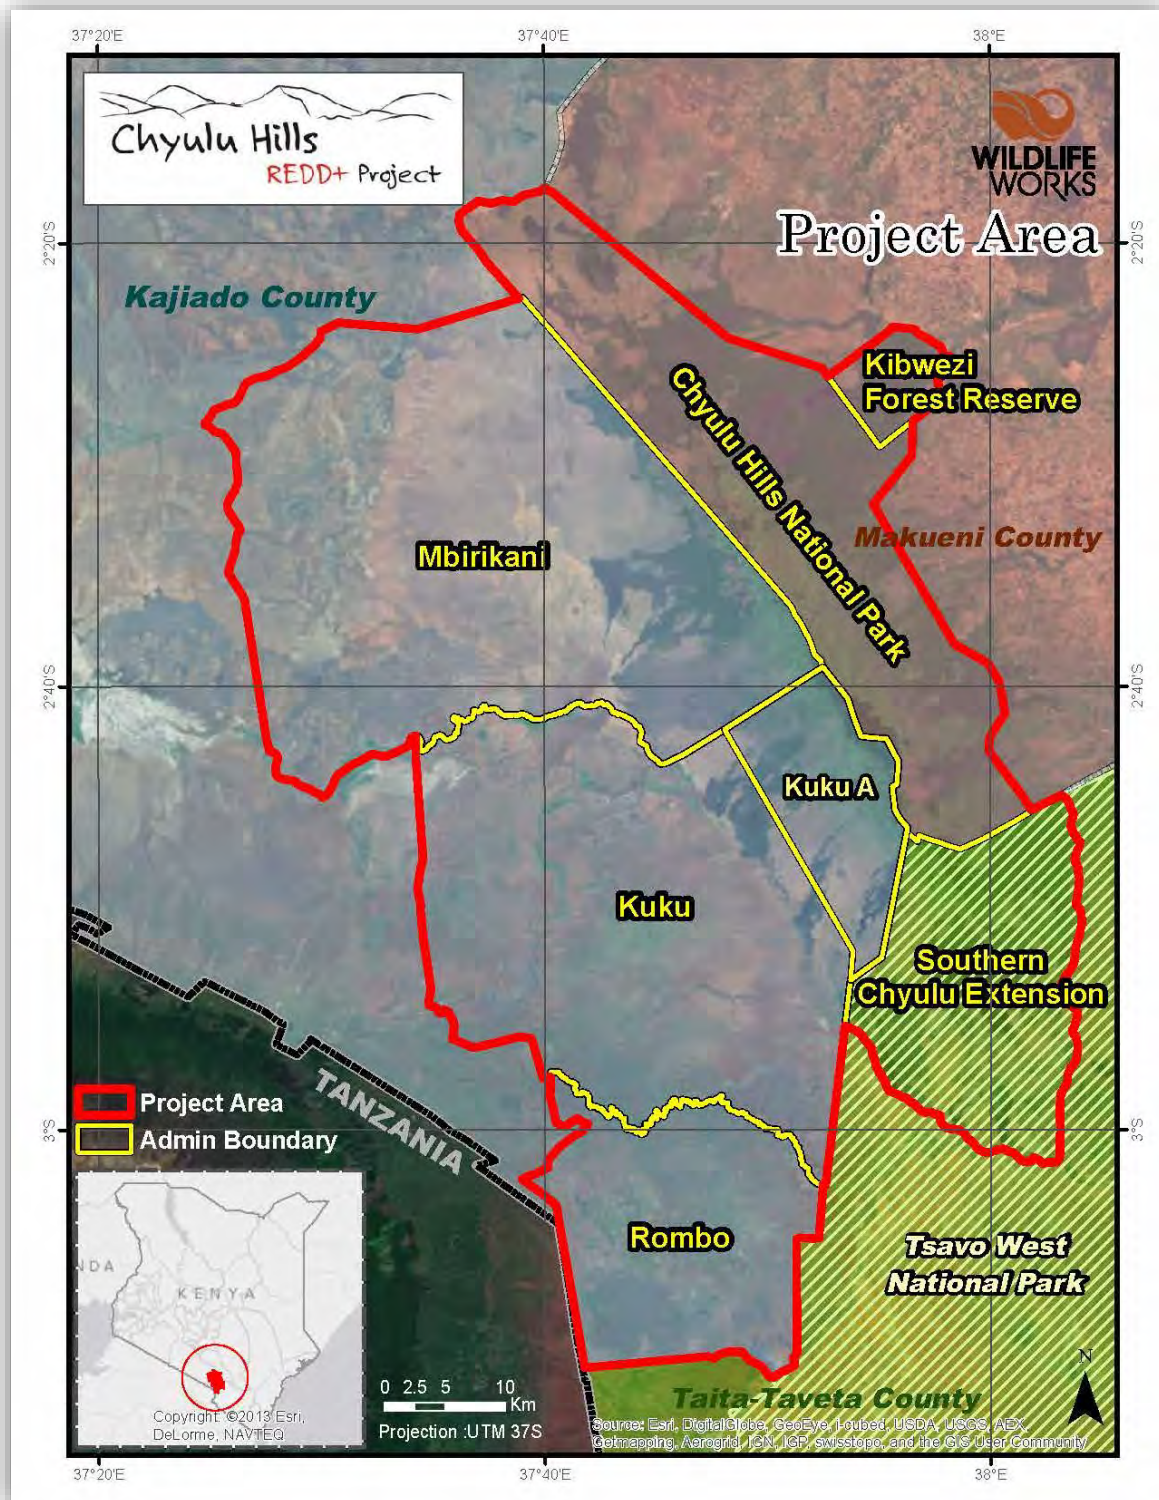 37°20'E 37°40'E 38°E
Chyulu Hills
REDD+ Project
WILDLIFE
WORKS
Project Area
2°20'S 2°20'S
Kajiado County
Kibwezi
Forest Reserve
Chyulu Hills National Park
Makueni County
Mbirikani
2°40'S 2°40'S
Kuku A
Kuku
Southern
Chyulu Extension
TANZANIA
Project Area
Admin Boundary
3°S 3°S
Rombo
Tsavo West
National Park
NDA
KENYA
N
0 2.5 5 10
Km
Projection :UTM 37S
Copyright: ©2013 Esri,
DeLorme, NAVTEQ
Taita-Taveta County
Source: Esri, DigitalGlobe, GeoEye, i-cubed, USDA, USGS, AEX,
Getmapping, Aerogrid, IGN, IGP, swisstopo, and the GIS User Community
37°20'E 37°40'E 38°E